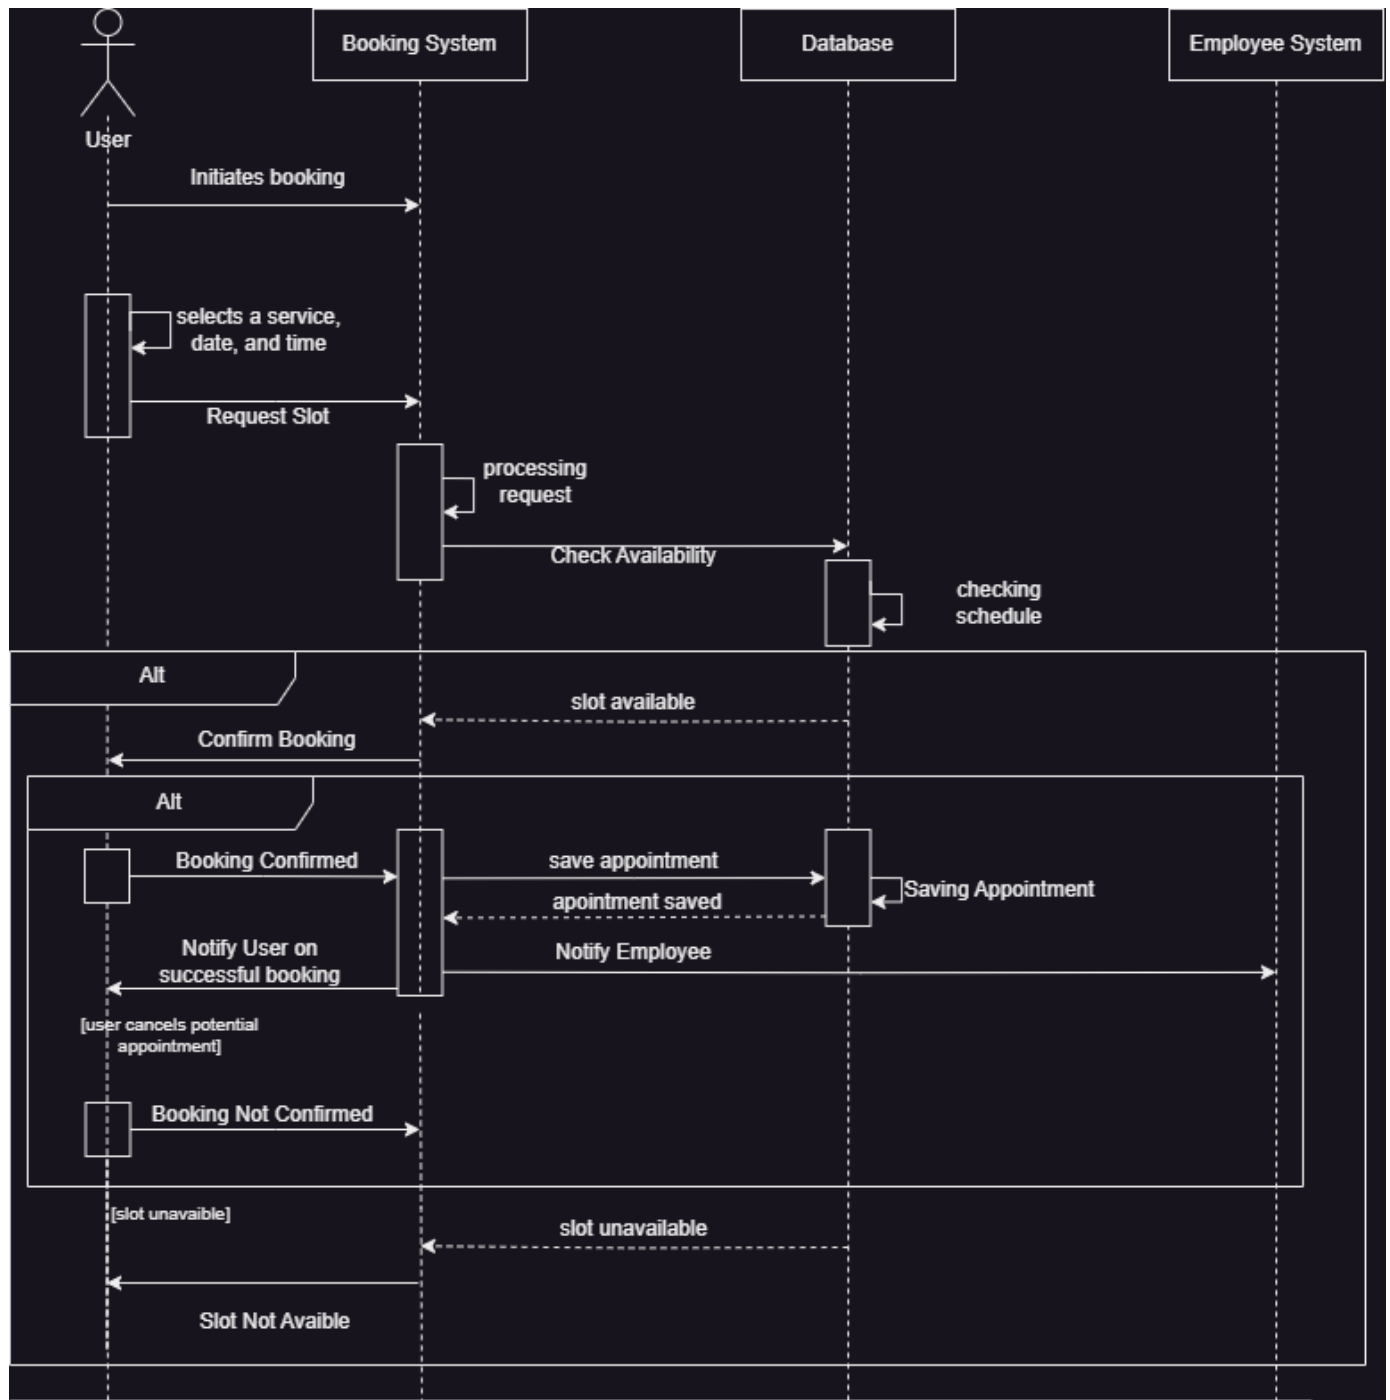 Booking System
Database
Employee System
User
Initiates booking
selects a service,
date, and time
Request Slot
processing
request
Check Availability
checking
schedule
Alt
slot available
Confirm Booking
Alt
Booking Confirmed
save appointment
Saving Appointment
apointment saved
Notify User on
successful booking
Notify Employee
[user cancels potential
appointment]
Booking Not Confirmed
[slot unavaible]
slot unavailable
Slot Not Avaible